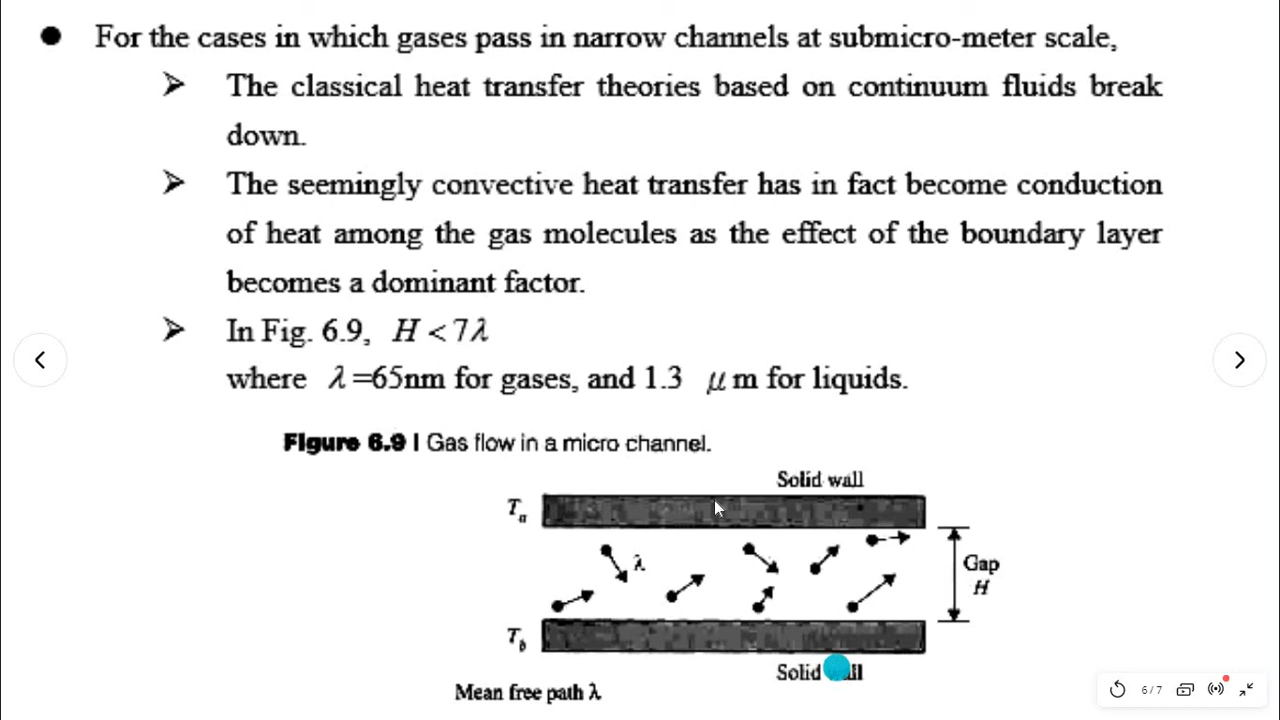 ● For the cases in which gases pass in narrow channels at submicro-meter scale,
➢ The classical heat transfer theories based on continuum fluids break
down.
➢ The seemingly convective heat transfer has in fact become conduction
of heat among the gas molecules as the effect of the boundary layer
becomes a dominant factor.
➢ In Fig. 6.9, H < 7λ
where λ=65nm for gases, and 1.3 μm for liquids.
Figure 6.9 | Gas flow in a micro channel.
Solid wall
Ta
λ
Gap
H
Tb
Solid
Mean free path λ
6/7